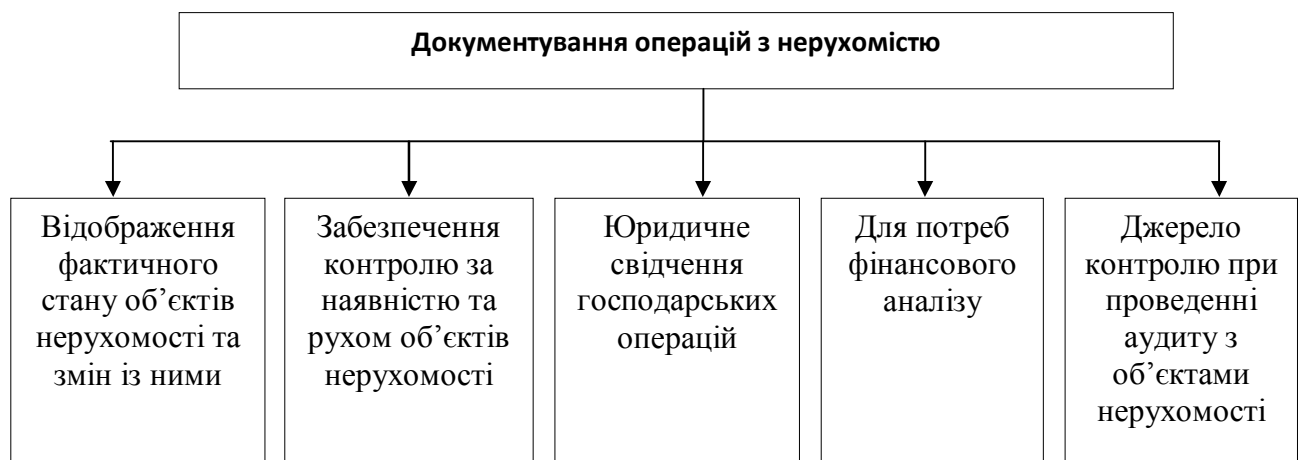 Документування операцій з нерухомістю
Відображення
фактичного
стану об’єктів
нерухомості та
змін із ними
Забезпечення
контролю за
наявністю та
рухом об’єктів
нерухомості
Юридичне
свідчення
господарських
операцій
Для потреб
фінансового
аналізу
Джерело
контролю при
проведенні
аудиту з
об’єктами
нерухомості